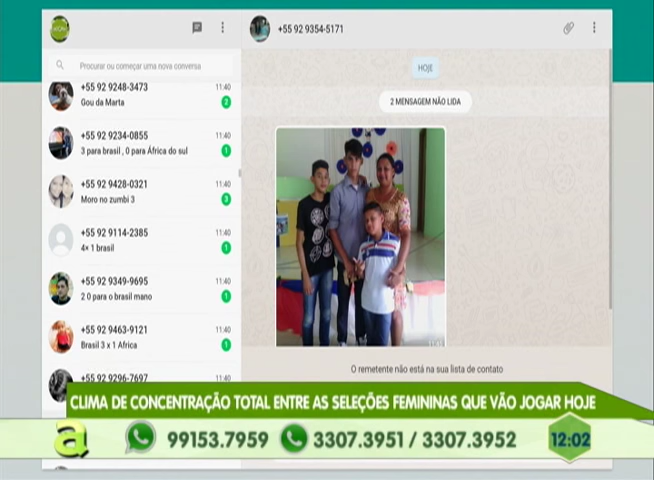 Procurar ou começar uma nova conversa
+55 92 9248-3473
11:40
Gou da Marta
2
+55 92 9234-0855
11:40
3 para brasil , 0 para África do sul
1
+55 92 9428-0321
11:40
Moro no zumbi 3
3
+55 92 9114-2385
11:40
4× 1 brasil
1
+55 92 9349-9695
11:40
2 0 para o brasil mano
1
+55 92 9463-9121
11:40
Brasil 3 x 1 Africa
1
+55 92 9296-7697
11:40
+55 92 9354-5171
HOJE
2 MENSAGEM NÃO LIDA
11:41
O remetente não está na sua lista de contato
CLIMA DE CONCENTRAÇÃO TOTAL ENTRE AS SELEÇÕES FEMININAS QUE VÃO JOGAR HOJE
a 99153.7959 3307.3951 / 3307.3952 12:02